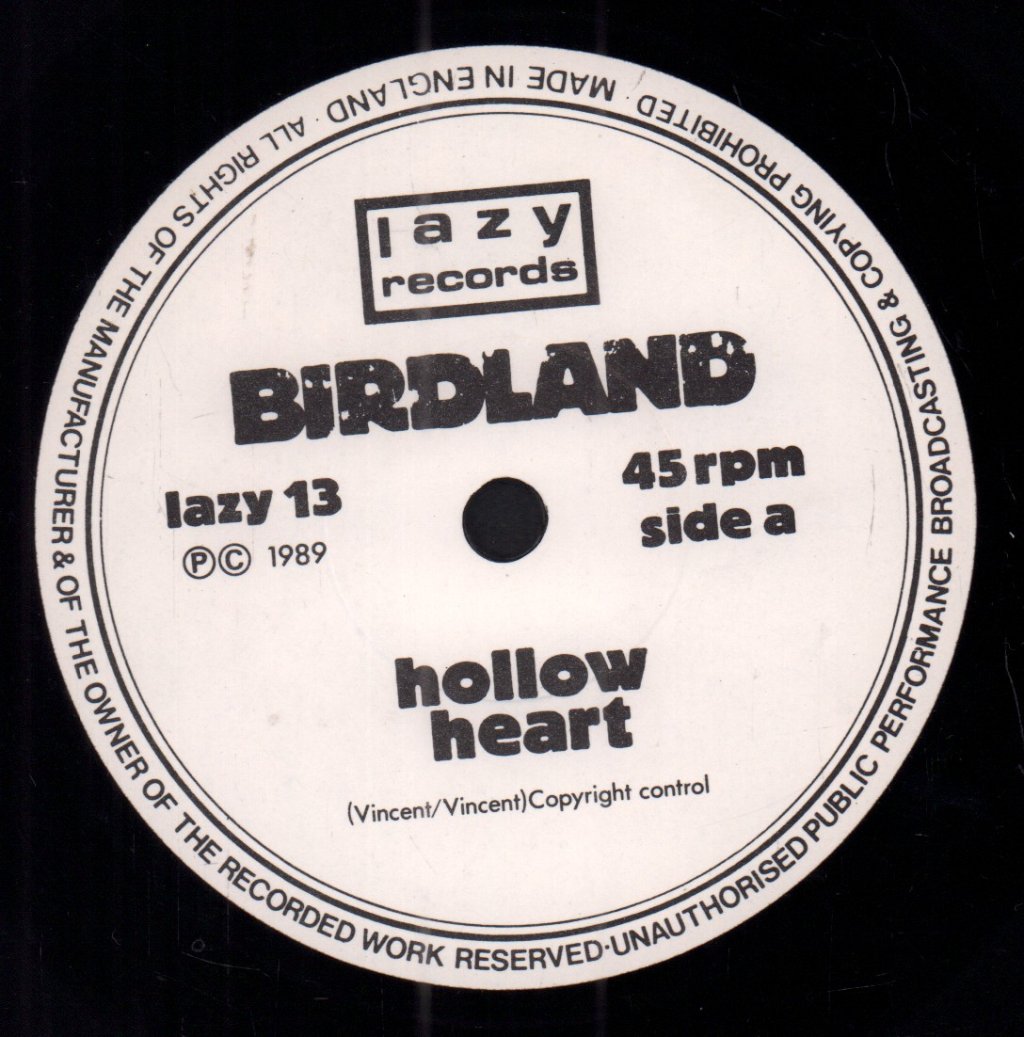 lazy
records
BIRDLAND
lazy 13
℗© 1989
45 rpm
side a
hollow
heart
(Vincent/Vincent)Copyright control
ALL RIGHTS OF THE MANUFACTURER & OF THE OWNER OF THE RECORDED WORK RESERVED·UNAUTHORISED PUBLIC PERFORMANCE BROADCASTING & COPYING PROHIBITED · MADE IN ENGLAND ·